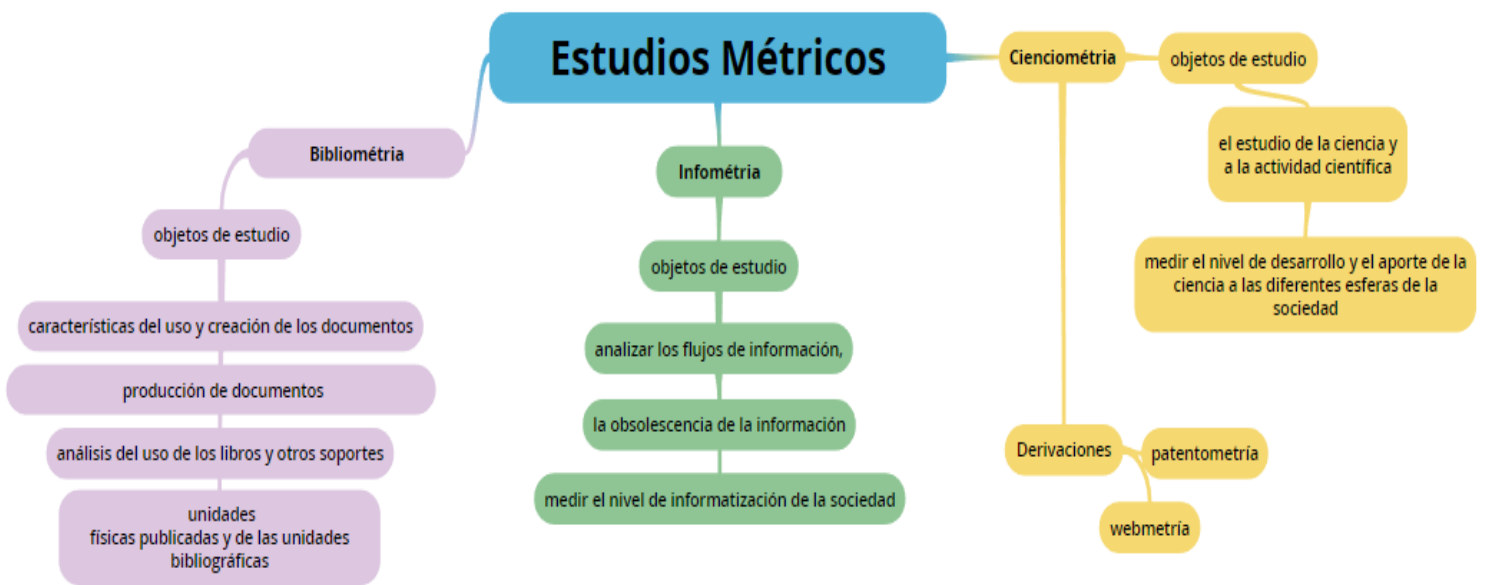 Estudios Métricos
Bibliométria
objetos de estudio
características del uso y creación de los documentos
producción de documentos
análisis del uso de los libros y otros soportes
unidades
físicas publicadas y de las unidades
bibliográficas
Infométria
objetos de estudio
analizar los flujos de información,
la obsolescencia de la información
medir el nivel de informatización de la sociedad
Cienciométria
objetos de estudio
el estudio de la ciencia y
a la actividad científica
medir el nivel de desarrollo y el aporte de la
ciencia a las diferentes esferas de la
sociedad
Derivaciones
patentometría
webmetría